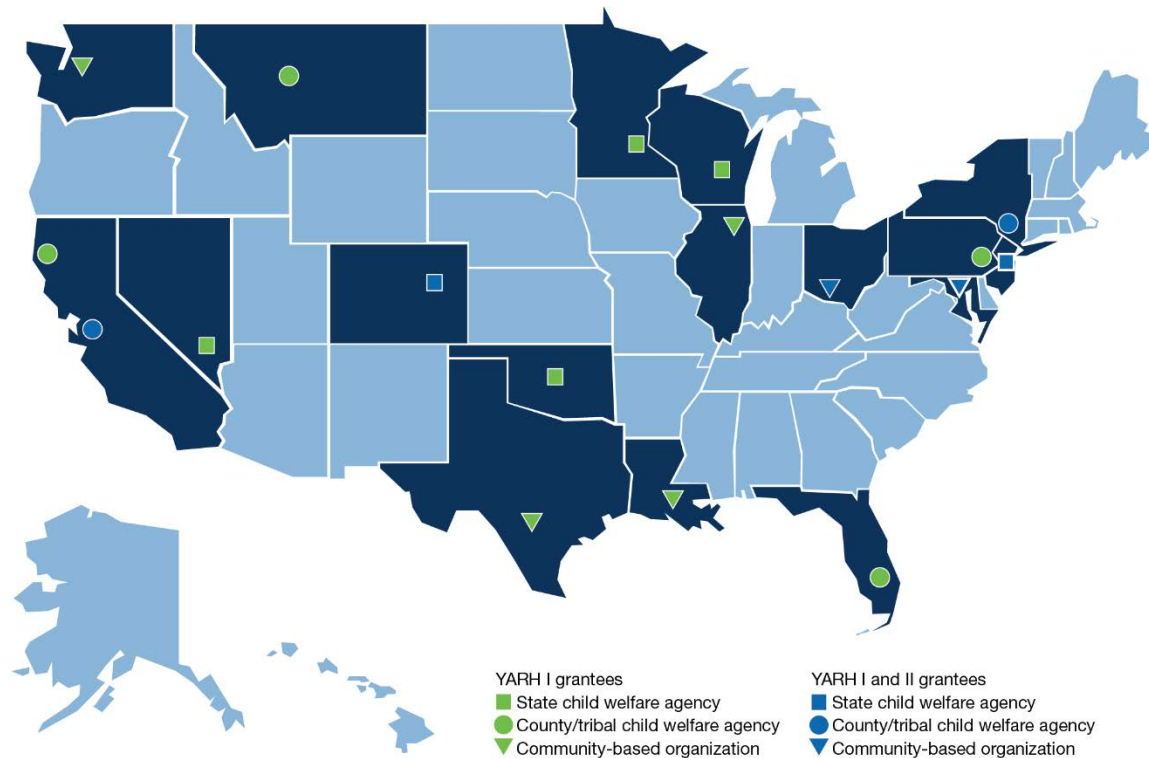 YARH I grantees
State child welfare agency
County/tribal child welfare agency
Community-based organization
YARH I and II grantees
State child welfare agency
County/tribal child welfare agency
Community-based organization